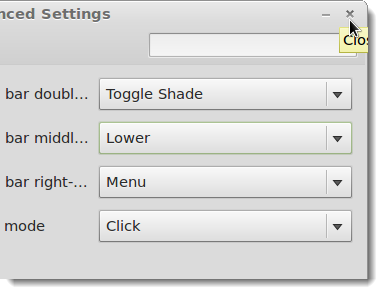 nced Settings
Clos
bar doubl... Toggle Shade
bar middl... Lower
bar right-... Menu
mode Click